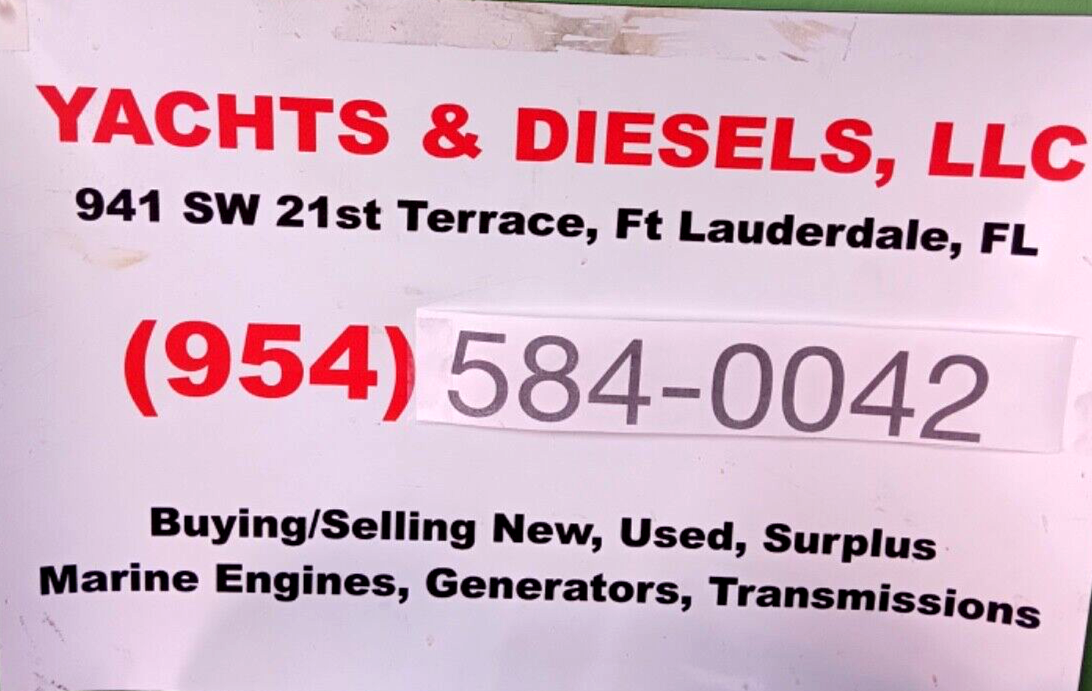 YACHTS & DIESELS, LLC
941 SW 21st Terrace, Ft Lauderdale, FL
(954) 584-0042
Buying/Selling New, Used, Surplus
Marine Engines, Generators, Transmissions